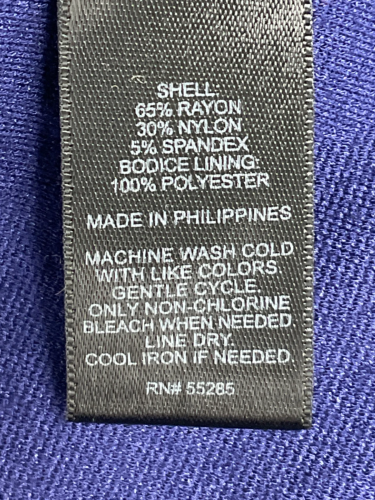 SHELL:
65% RAYON
30% NYLON
5% SPANDEX
BODICE LINING:
100% POLYESTER
MADE IN PHILIPPINES
MACHINE WASH COLD
WITH LIKE COLORS.
GENTLE CYCLE.
ONLY NON-CHLORINE
BLEACH WHEN NEEDED.
LINE DRY.
COOL IRON IF NEEDED.
RN# 55285